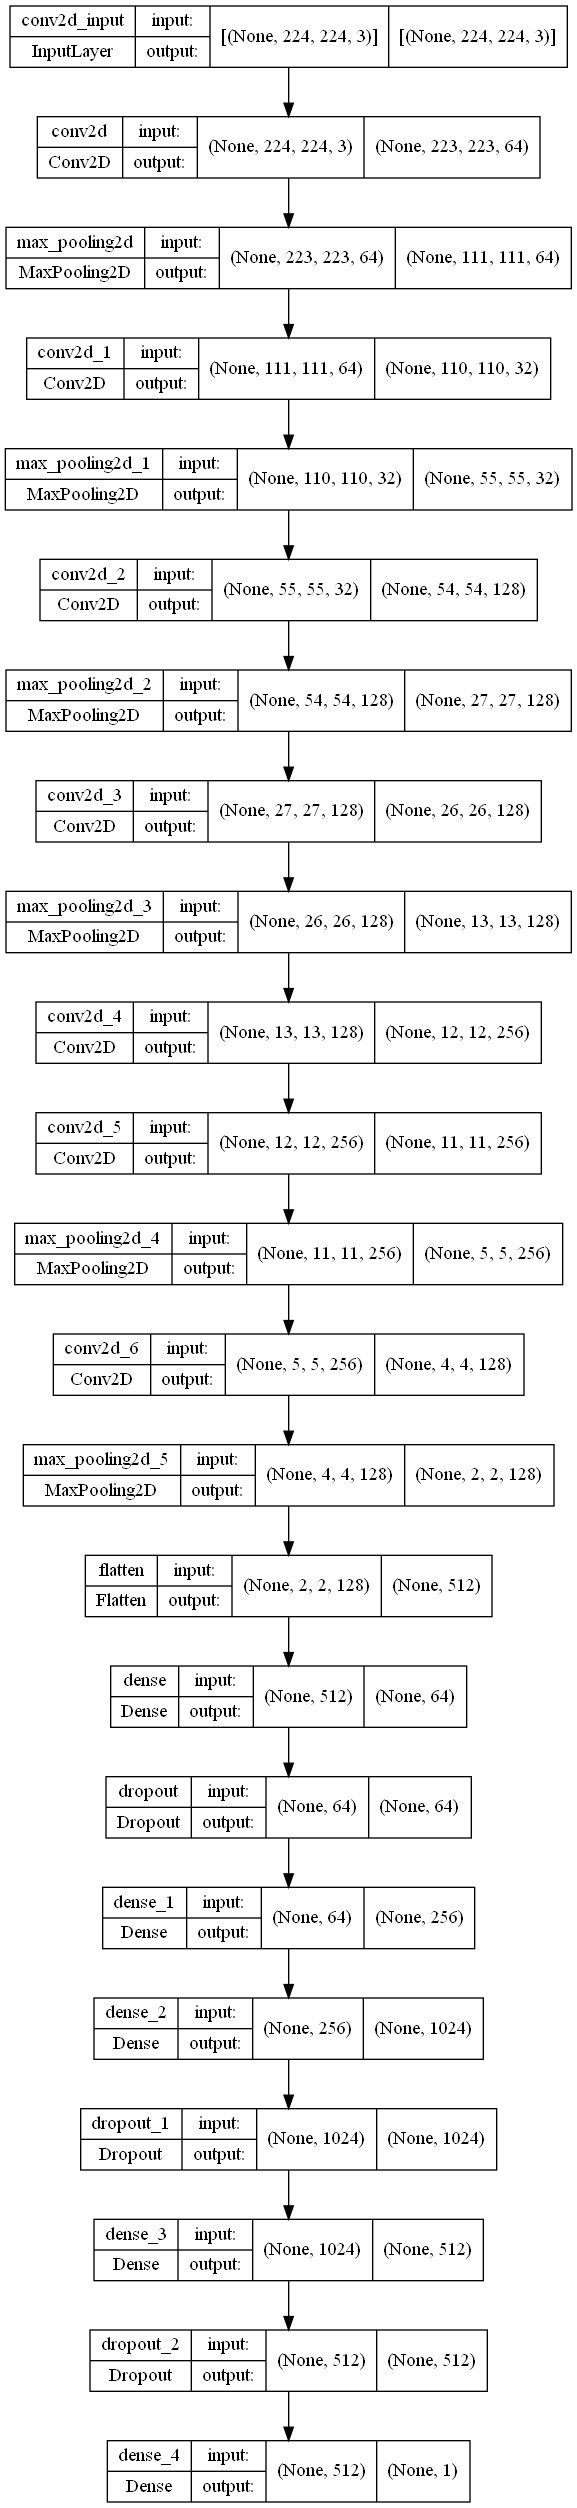 conv2d_input input: [(None, 224, 224, 3)] [(None, 224, 224, 3)]
InputLayer output:
conv2d input: (None, 224, 224, 3) (None, 223, 223, 64)
Conv2D output:
max_pooling2d input: (None, 223, 223, 64) (None, 111, 111, 64)
MaxPooling2D output:
conv2d_1 input: (None, 111, 111, 64) (None, 110, 110, 32)
Conv2D output:
max_pooling2d_1 input: (None, 110, 110, 32) (None, 55, 55, 32)
MaxPooling2D output:
conv2d_2 input: (None, 55, 55, 32) (None, 54, 54, 128)
Conv2D output:
max_pooling2d_2 input: (None, 54, 54, 128) (None, 27, 27, 128)
MaxPooling2D output:
conv2d_3 input: (None, 27, 27, 128) (None, 26, 26, 128)
Conv2D output:
max_pooling2d_3 input: (None, 26, 26, 128) (None, 13, 13, 128)
MaxPooling2D output:
conv2d_4 input: (None, 13, 13, 128) (None, 12, 12, 256)
Conv2D output:
conv2d_5 input: (None, 12, 12, 256) (None, 11, 11, 256)
Conv2D output:
max_pooling2d_4 input: (None, 11, 11, 256) (None, 5, 5, 256)
MaxPooling2D output:
conv2d_6 input: (None, 5, 5, 256) (None, 4, 4, 128)
Conv2D output:
max_pooling2d_5 input: (None, 4, 4, 128) (None, 2, 2, 128)
MaxPooling2D output:
flatten input: (None, 2, 2, 128) (None, 512)
Flatten output:
dense input: (None, 512) (None, 64)
Dense output:
dropout input: (None, 64) (None, 64)
Dropout output:
dense_1 input: (None, 64) (None, 256)
Dense output:
dense_2 input: (None, 256) (None, 1024)
Dense output:
dropout_1 input: (None, 1024) (None, 1024)
Dropout output:
dense_3 input: (None, 1024) (None, 512)
Dense output:
dropout_2 input: (None, 512) (None, 512)
Dropout output:
dense_4 input: (None, 512) (None, 1)
Dense output: